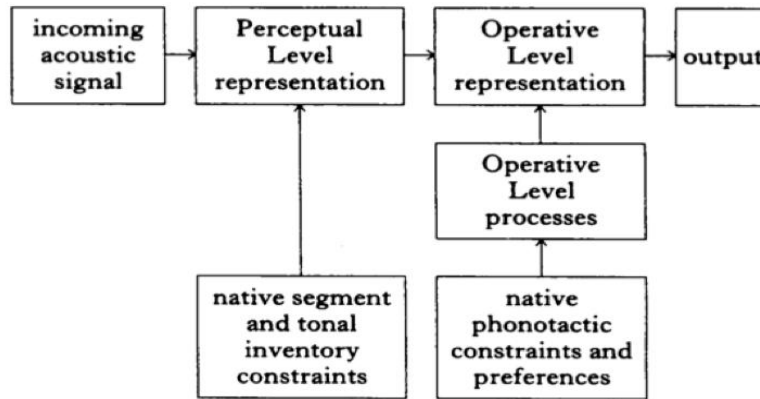 incoming
acoustic
signal
Perceptual
Level
representation
Operative
Level
representation
output
Operative
Level
processes
native segment
and tonal
inventory
constraints
native
phonotactic
constraints and
preferences